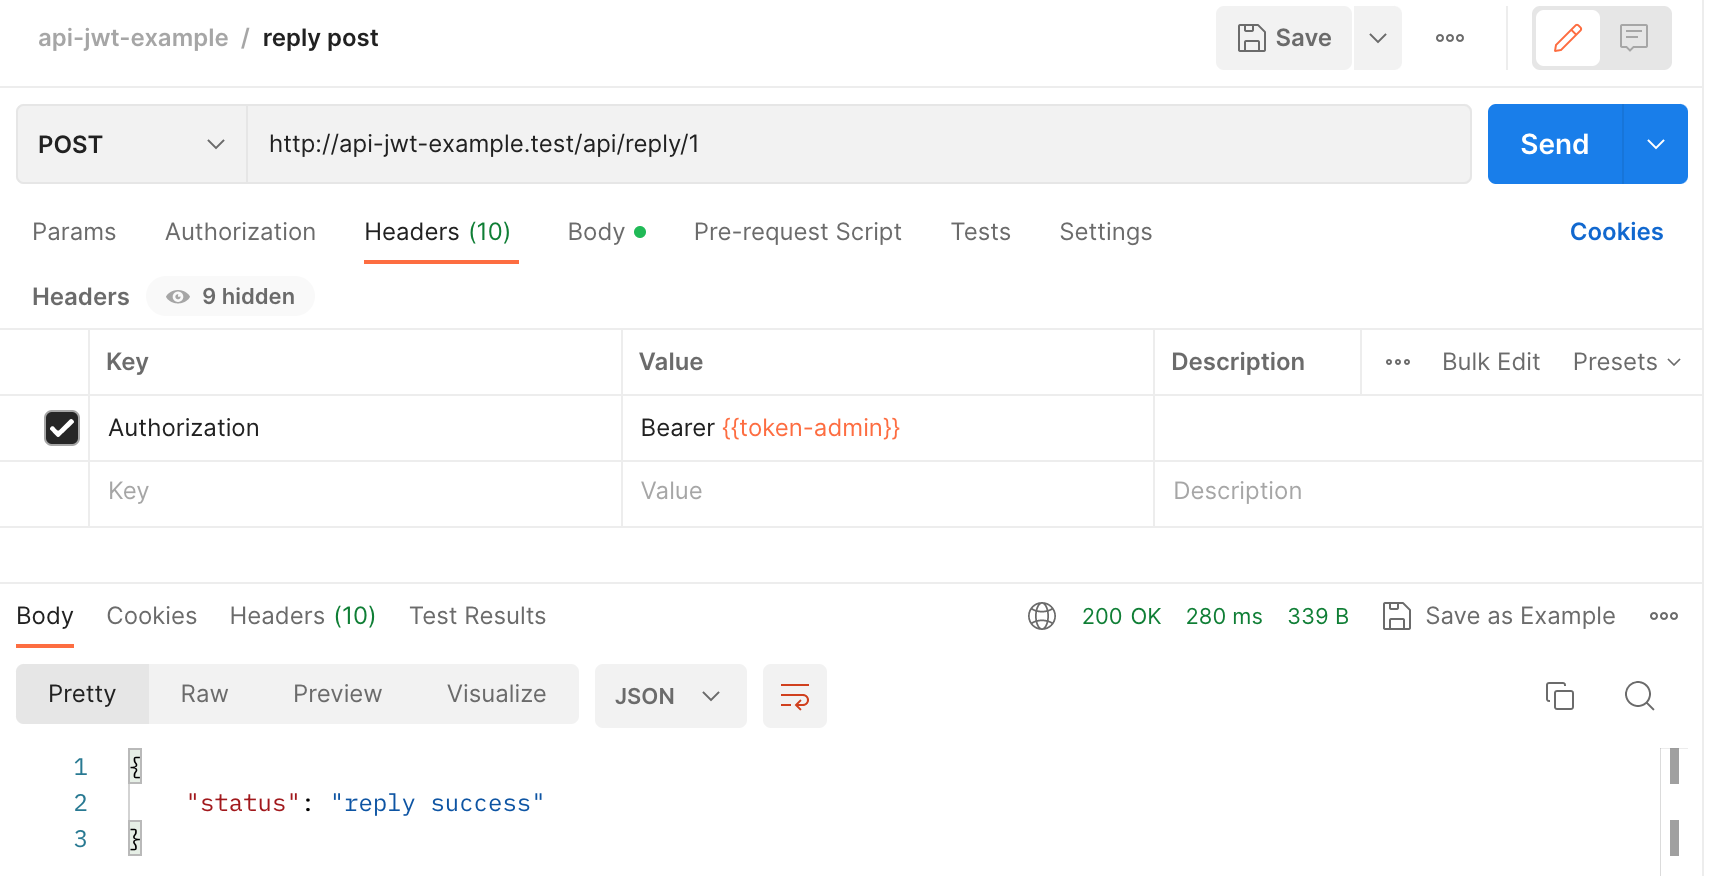 api-jwt-example / reply post
Save
POST
http://api-jwt-example.test/api/reply/1
Send
Params Authorization Headers (10) Body Pre-request Script Tests Settings Cookies
Headers 9 hidden
Key Value Description Bulk Edit Presets
Authorization Bearer {{token-admin}}
Key Value Description
Body Cookies Headers (10) Test Results 200 OK 280 ms 339 B Save as Example
Pretty Raw Preview Visualize JSON
1 {
2 "status": "reply success"
3 }